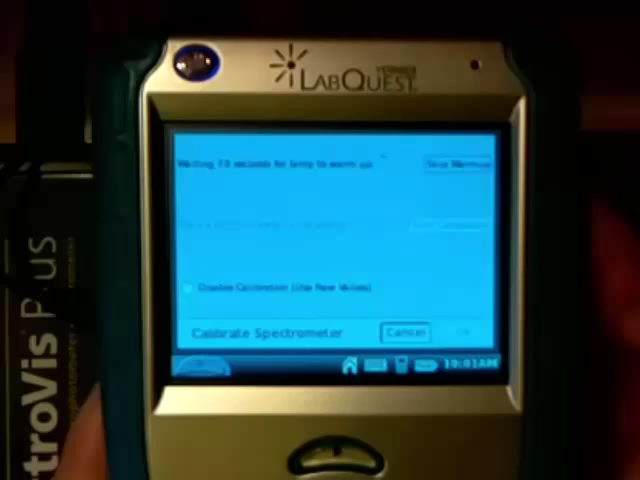 LABQUEST
Waiting 70 seconds for lamp to warm up.
Skip Warmup
Disable Calibration (Use Raw Values)
Calibrate Spectrometer
Cancel
10:01AM
troVis Plus